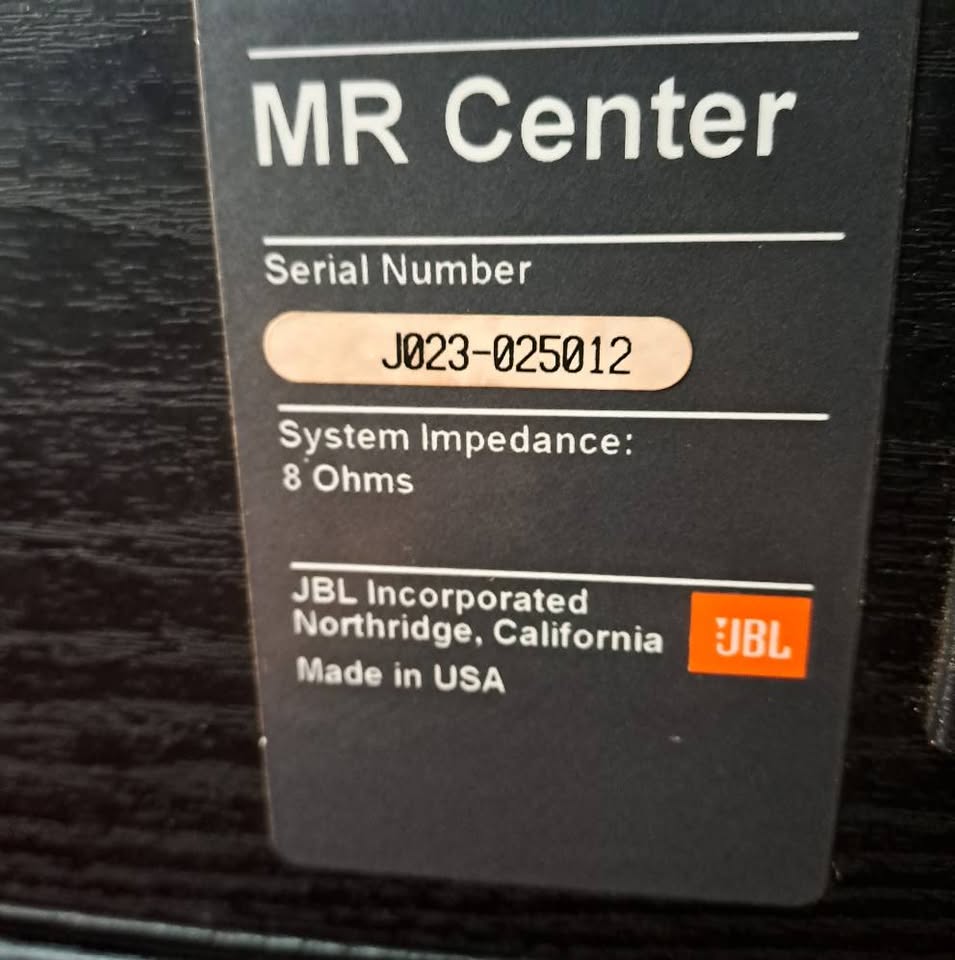 MR Center
Serial Number
J023-025012
System Impedance:
8 Ohms
JBL Incorporated
Northridge, California
JBL
Made in USA